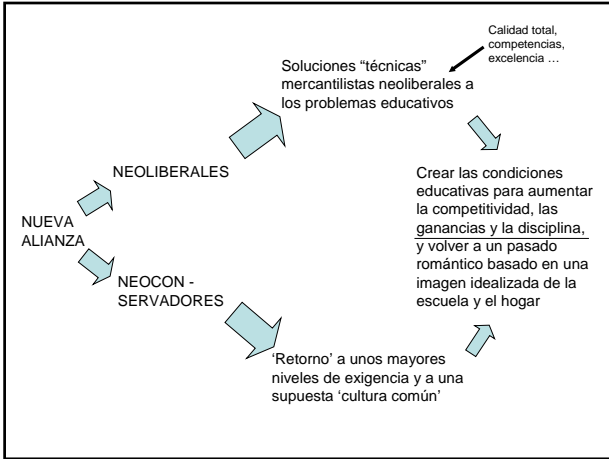 Calidad total,
competencias,
excelencia ...
Soluciones “técnicas”
mercantilistas neoliberales a
los problemas educativos
NEOLIBERALES
Crear las condiciones
educativas para aumentar
la competitividad, las
ganancias y la disciplina,
y volver a un pasado
romántico basado en una
imagen idealizada de la
escuela y el hogar
NUEVA
ALIANZA
NEOCON -
SERVADORES
‘Retorno’ a unos mayores
niveles de exigencia y a una
supuesta ‘cultura común’